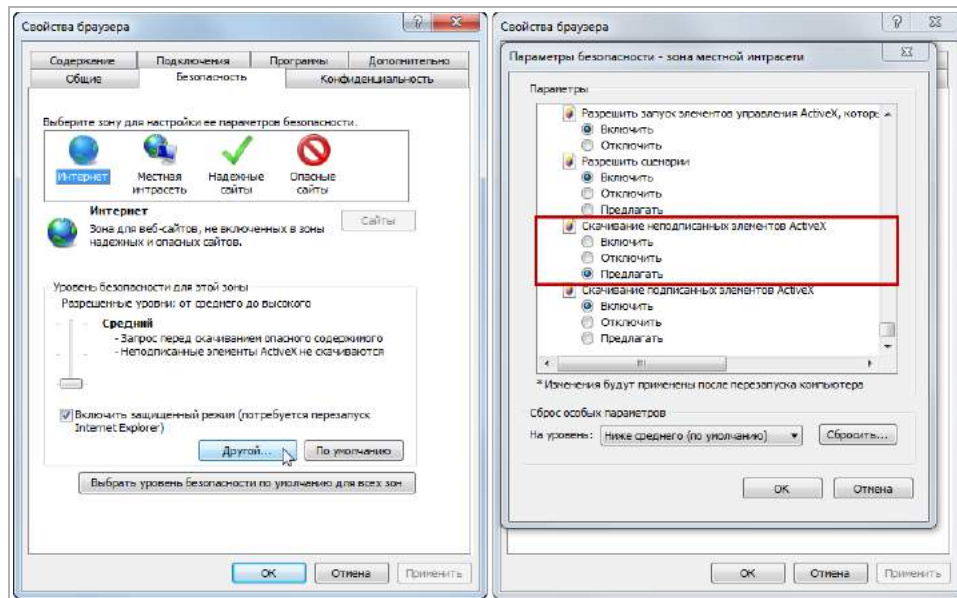 Свойства браузера
Содержание Подключения Программы Дополнительно
Общие Безопасность Конфиденциальность
Выберите зону для настройки ее параметров безопасности.
Интернет Местная интрасеть Надежные сайты Опасные сайты
Интернет
Зона для веб-сайтов, не включенных в зоны
надежных и опасных сайтов.
Сайты
Уровень безопасности для этой зоны
Разрешенные уровни: от среднего до высокого
Средний
- Запрос перед скачиванием опасного содержимого
- Неподписанные элементы ActiveX не скачиваются
Включить защищенный режим (потребуется перезапуск
Internet Explorer)
Другой... По умолчанию
Выбрать уровень безопасности по умолчанию для всех зон
ОК Отмена Применить
Свойства браузера
Параметры безопасности - зона местной интрасети
Параметры
Разрешить запуск элементов управления ActiveX, которы
Включить
Отключить
Разрешить сценарии
Включить
Отключить
Предлагать
Скачивание неподписанных элементов ActiveX
Включить
Отключить
Предлагать
Скачивание подписанных элементов ActiveX
Включить
Отключить
Предлагать
*Изменения будут применены после перезапуска компьютера
Сброс особых параметров
На уровень: Ниже среднего (по умолчанию) Сбросить...
ОК Отмена
ОК Отмена Применить